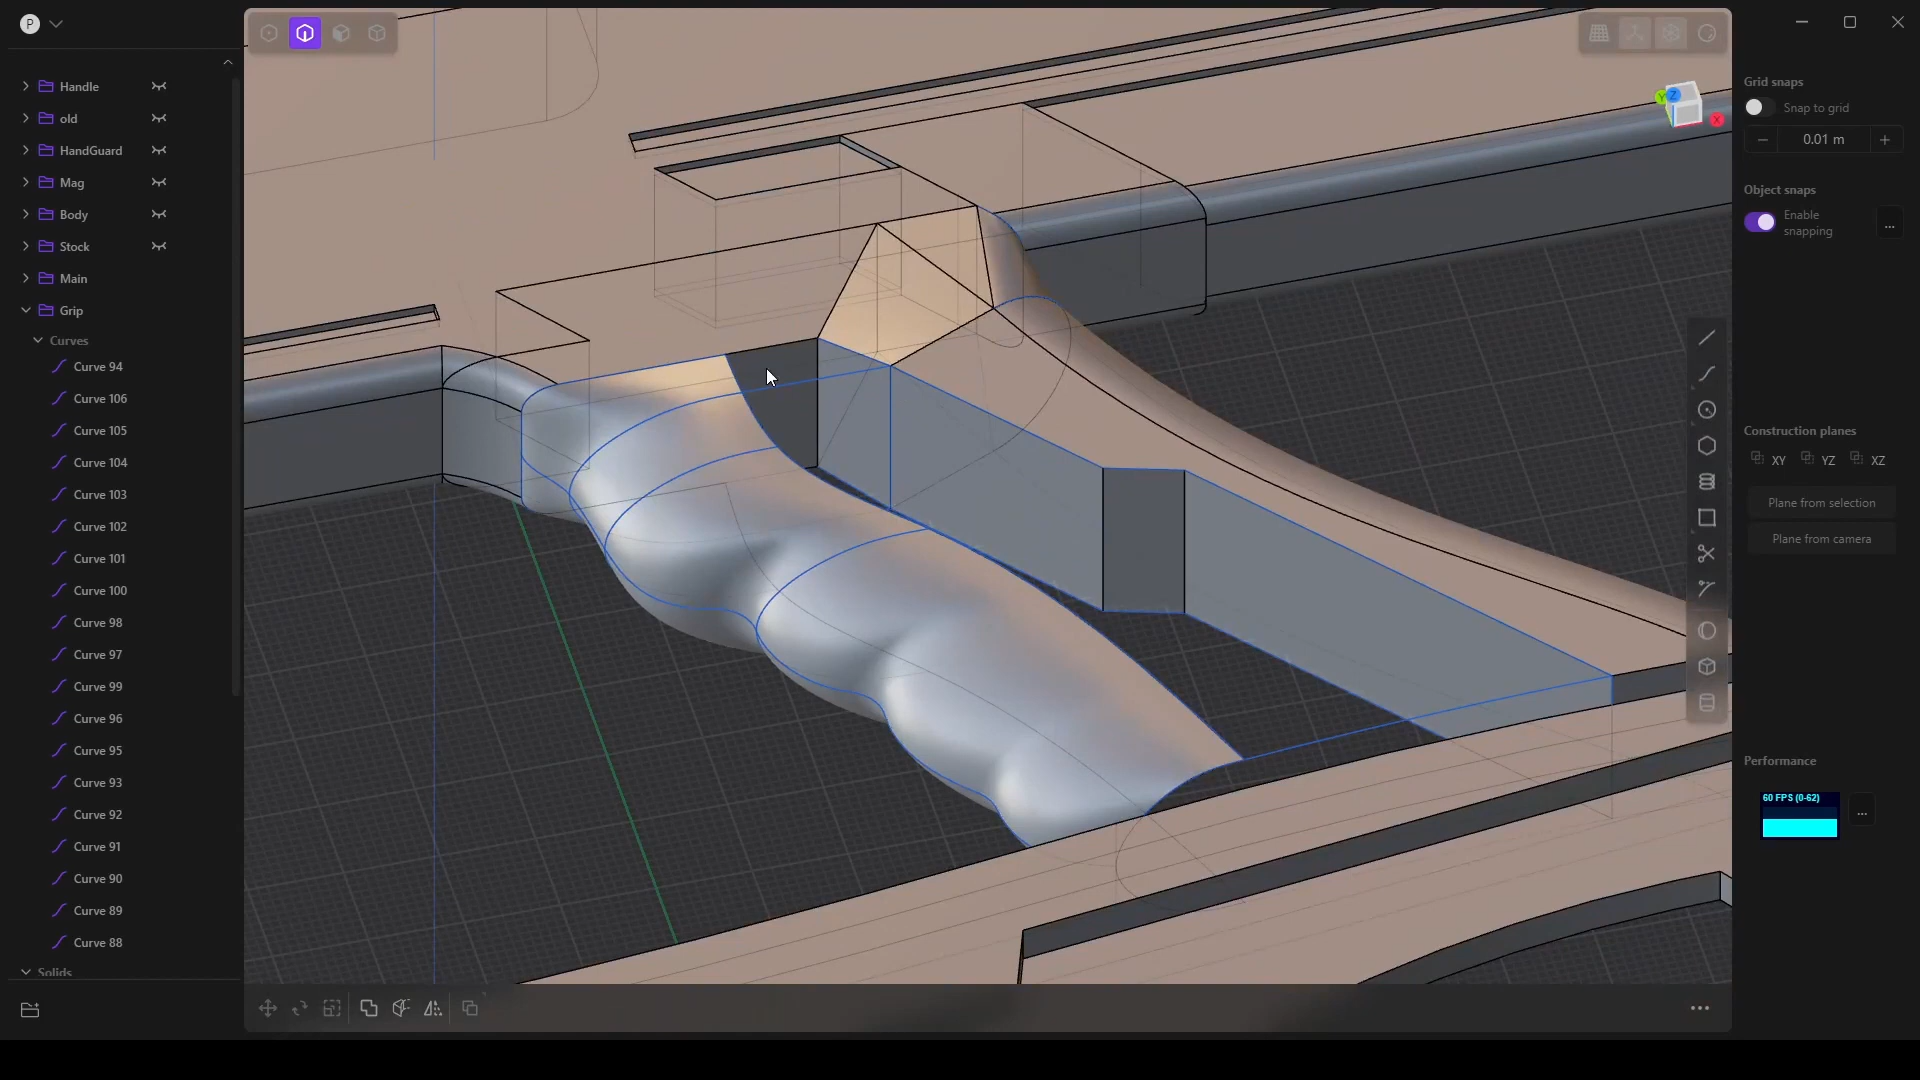 P
Handle
old
HandGuard
Mag
Body
Stock
Main
Grip
Curves
Curve 94
Curve 106
Curve 105
Curve 104
Curve 103
Curve 102
Curve 101
Curve 100
Curve 98
Curve 97
Curve 99
Curve 96
Curve 95
Curve 93
Curve 92
Curve 91
Curve 90
Curve 89
Curve 88
Solids
Y
Z
X
Grid snaps
Snap to grid
0.01 m
Object snaps
Enable
snapping
...
Construction planes
XY
YZ
XZ
Plane from selection
Plane from camera
Performance
60 FPS (0-62)
...